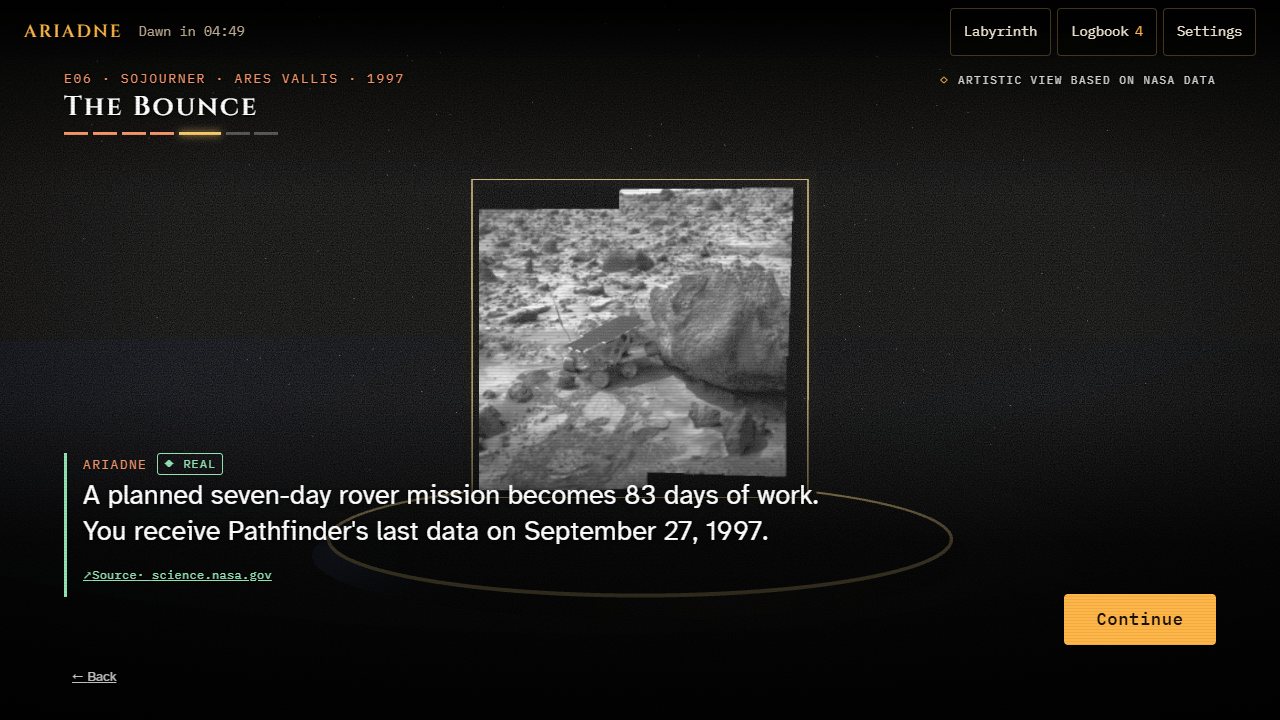 ARIADNE Dawn in 04:49 Labyrinth Logbook 4 Settings
E06 · SOJOURNER · ARES VALLIS · 1997
◇ ARTISTIC VIEW BASED ON NASA DATA
The Bounce
ARIADNE ◆ REAL
A planned seven-day rover mission becomes 83 days of work.
You receive Pathfinder's last data on September 27, 1997.
↗Source· science.nasa.gov
Continue
← Back